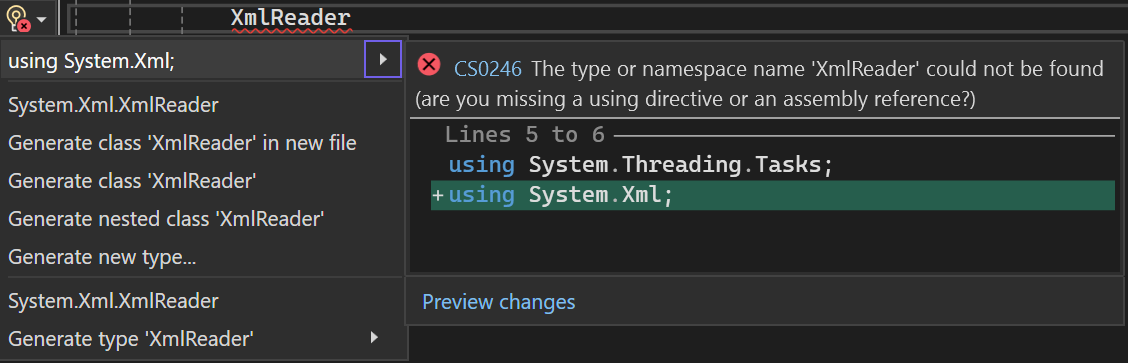 XmlReader
using System.Xml;
System.Xml.XmlReader
Generate class 'XmlReader' in new file
Generate class 'XmlReader'
Generate nested class 'XmlReader'
Generate new type...
System.Xml.XmlReader
Generate type 'XmlReader'
CS0246 The type or namespace name 'XmlReader' could not be found
(are you missing a using directive or an assembly reference?)
Lines 5 to 6
using System.Threading.Tasks;
+using System.Xml;
Preview changes